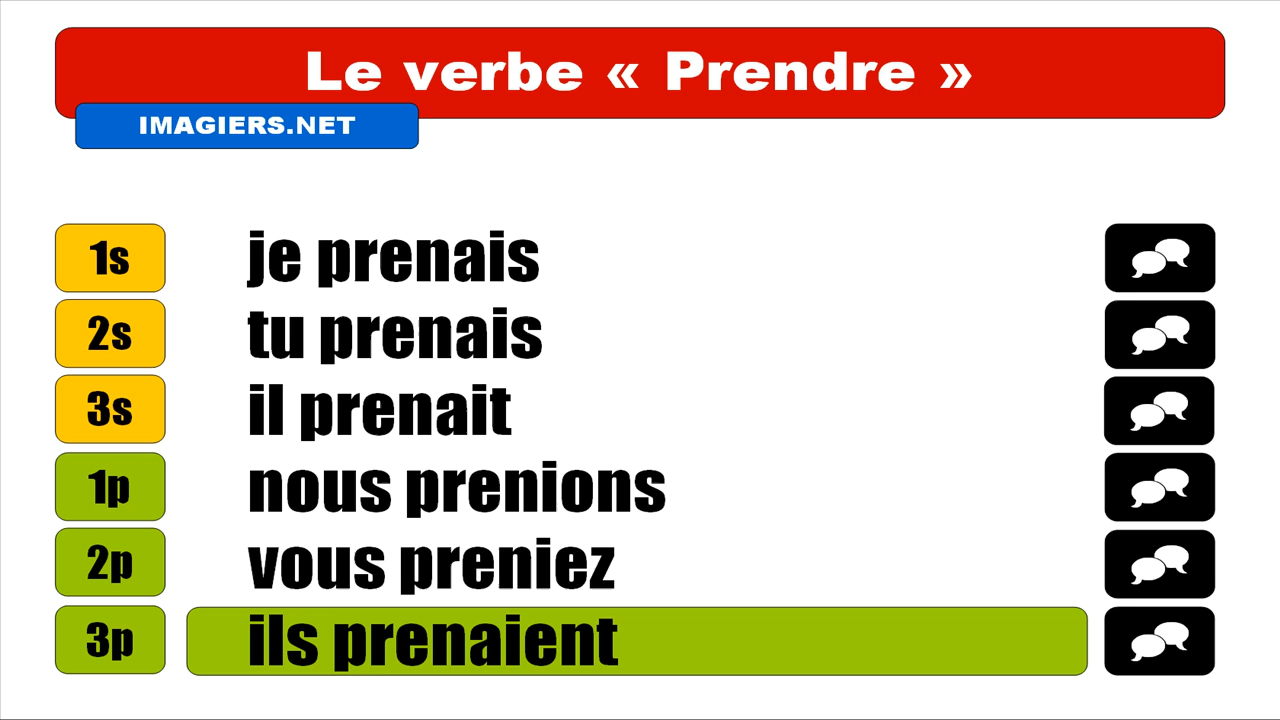 Le verbe « Prendre »
IMAGIERS.NET
1s je prenais
2s tu prenais
3s il prenait
1p nous prenions
2p vous preniez
3p ils prenaient